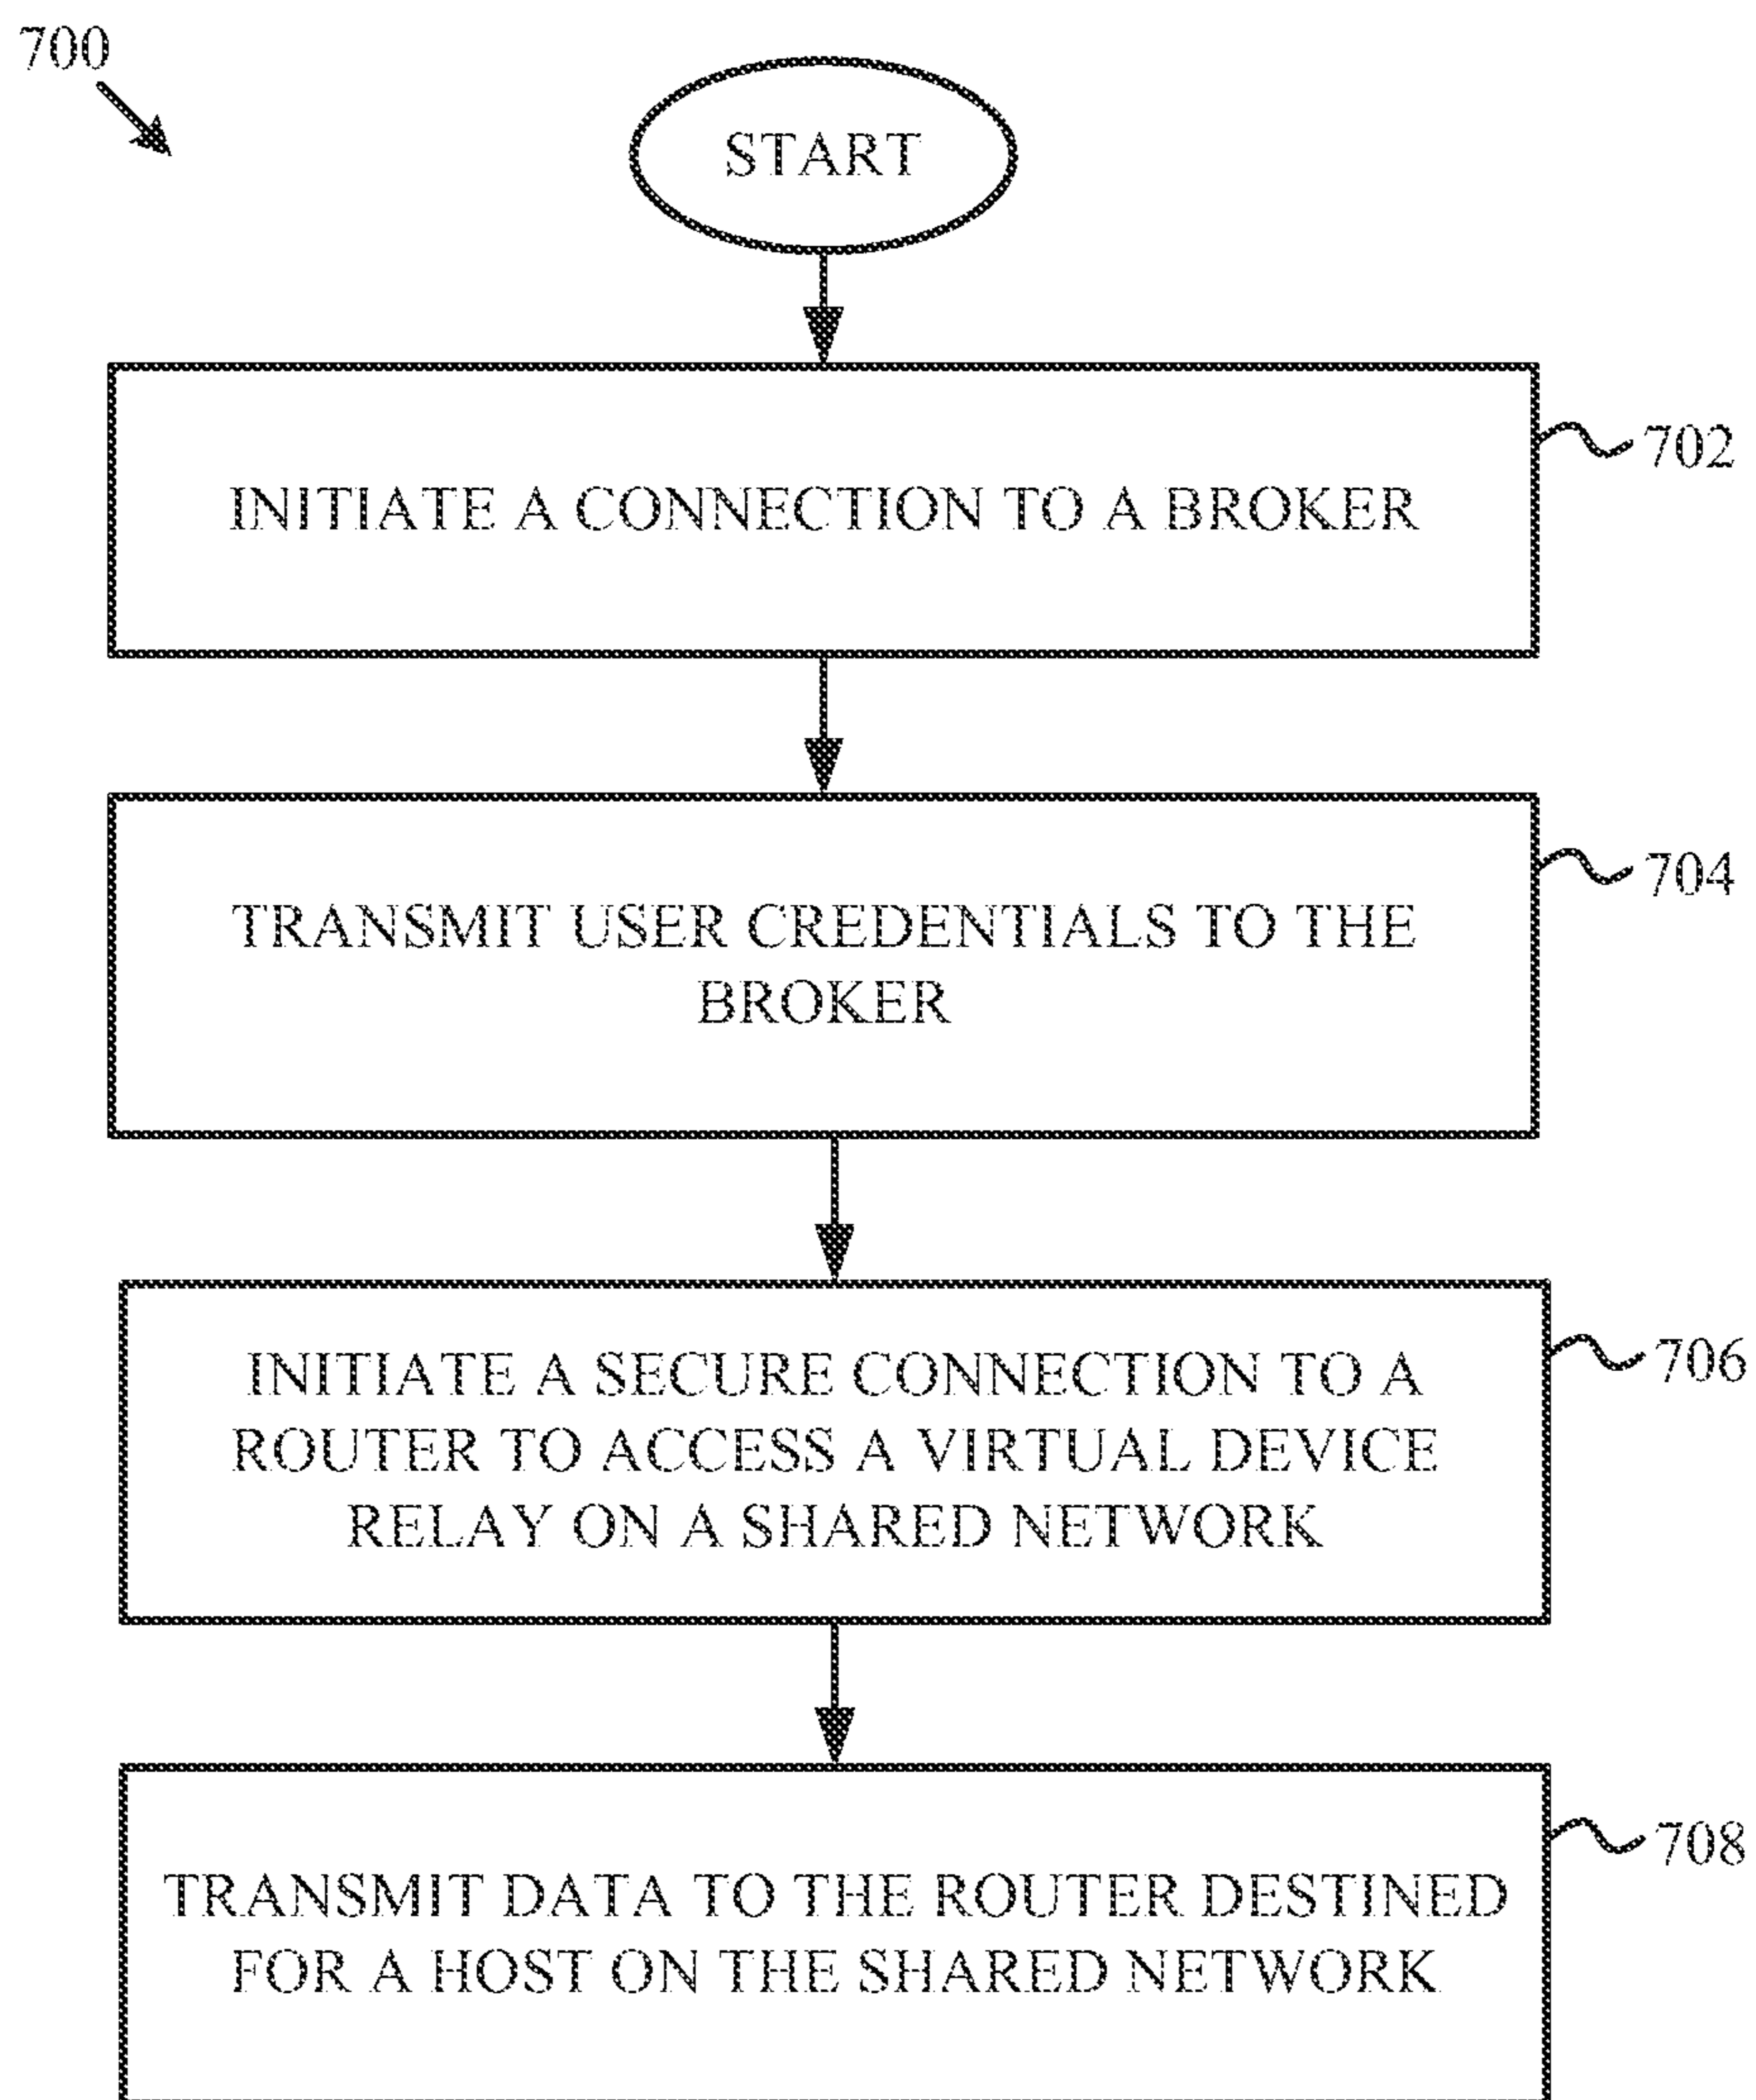 700
START
INITIATE A CONNECTION TO A BROKER
702
TRANSMIT USER CREDENTIALS TO THE
BROKER
704
INITIATE A SECURE CONNECTION TO A
ROUTER TO ACCESS A VIRTUAL DEVICE
RELAY ON A SHARED NETWORK
706
TRANSMIT DATA TO THE ROUTER DESTINED
FOR A HOST ON THE SHARED NETWORK
708